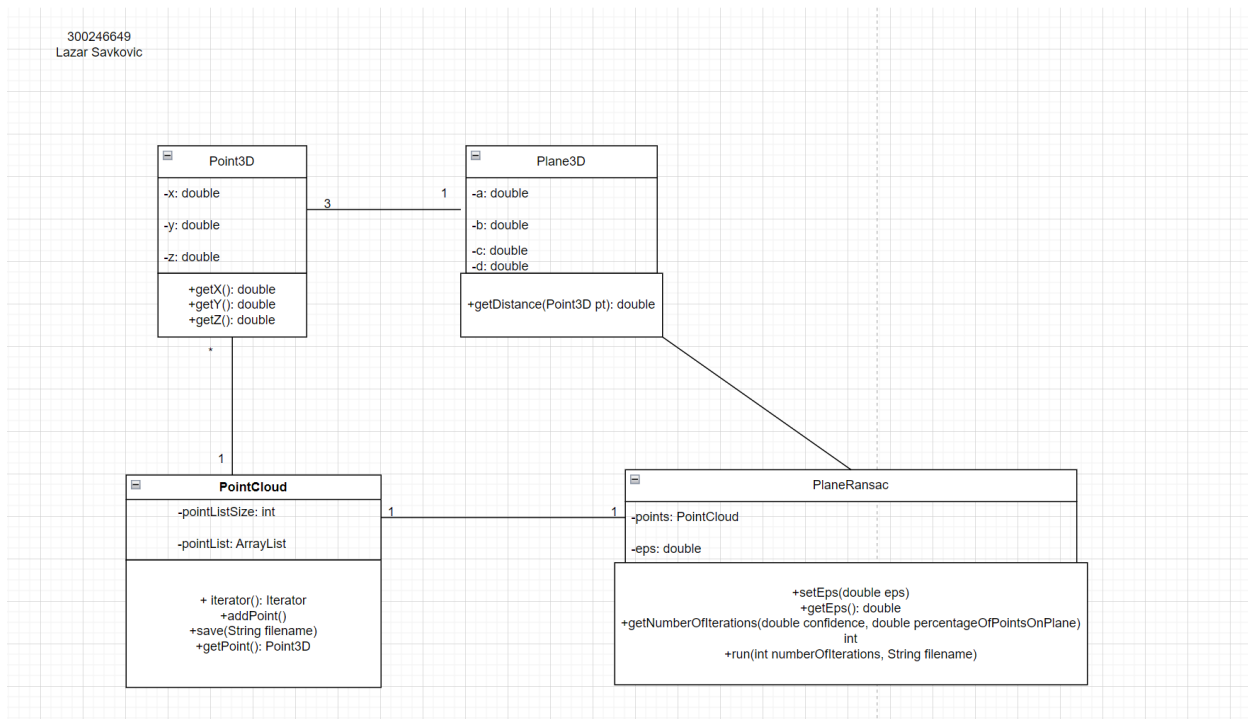 300246649
Lazar Savkovic
Point3D
-x: double
-y: double
-z: double
+getX(): double
+getY(): double
+getZ(): double
3
1
Plane3D
-a: double
-b: double
-c: double
-d: double
+getDistance(Point3D pt): double
*
1
PointCloud
-pointListSize: int
-pointList: ArrayList
+ iterator(): Iterator
+addPoint()
+save(String filename)
+getPoint(): Point3D
1
1
PlaneRansac
-points: PointCloud
-eps: double
+setEps(double eps)
+getEps(): double
+getNumberOfIterations(double confidence, double percentageOfPointsOnPlane)
int
+run(int numberOfIterations, String filename)